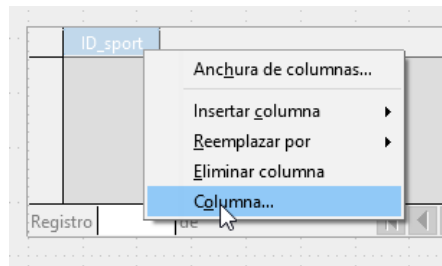 ID_sport
Anchura de columnas...
Insertar columna
Reemplazar por
Eliminar columna
Columna...
Registro de